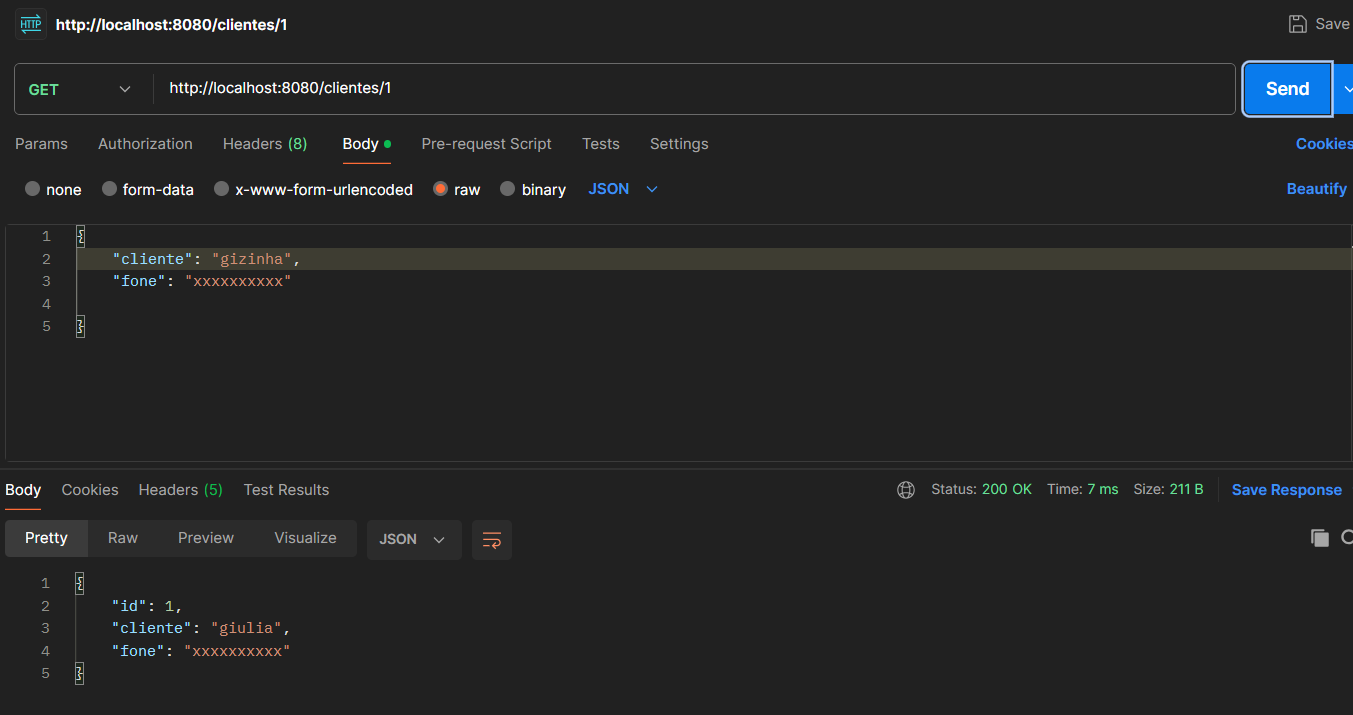 HTTP http://localhost:8080/clientes/1 Save
GET http://localhost:8080/clientes/1 Send
Params Authorization Headers (8) Body Pre-request Script Tests Settings Cookies
none form-data x-www-form-urlencoded raw binary JSON Beautify
1 {
2 "cliente": "gizinha",
3 "fone": "xxxxxxxxxx"
4
5 }
Body Cookies Headers (5) Test Results Status: 200 OK Time: 7 ms Size: 211 B Save Response
Pretty Raw Preview Visualize JSON
1 {
2 "id": 1,
3 "cliente": "giulia",
4 "fone": "xxxxxxxxxx"
5 }